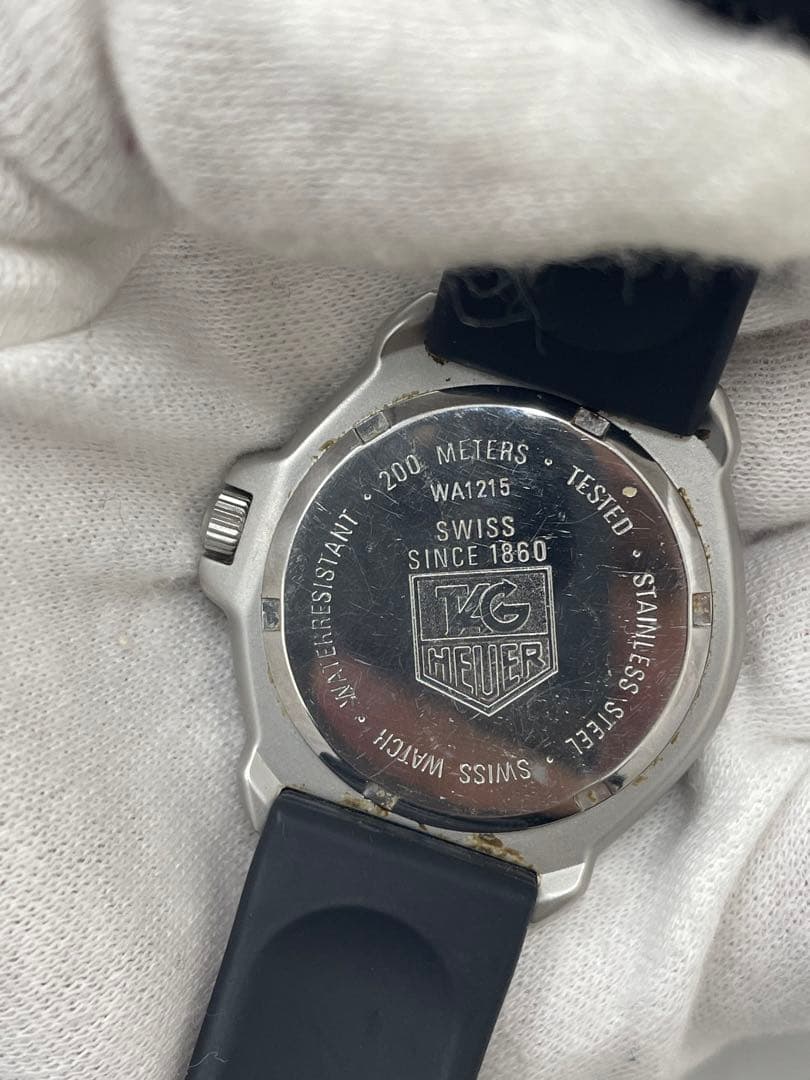 WATERRESISTANT • 200 METERS • TESTED • STAINLESS STEEL • SWISS WATCH •
WA1215
SWISS
SINCE 1860
TAG
HEUER